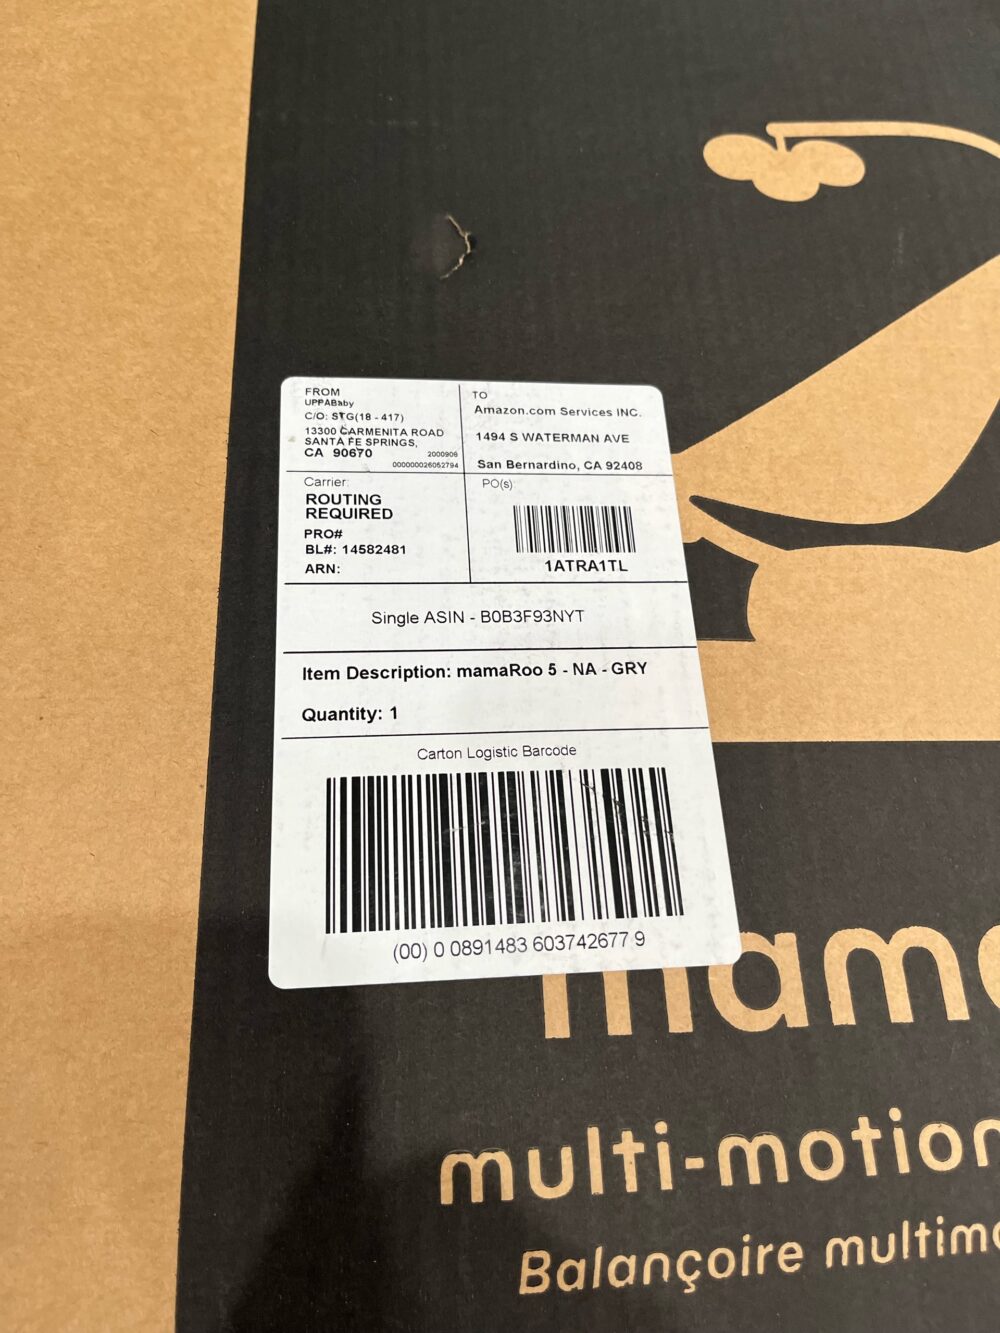 FROM
UPPABaby
C/O: STG(18 - 417)
13300 CARMENITA ROAD
SANTA FE SPRINGS,
CA 90670
2000906
000000026052794
TO
Amazon.com Services INC.
1494 S WATERMAN AVE
San Bernardino, CA 92408
Carrier:
ROUTING
REQUIRED
PRO#
BL#: 14582481
ARN:
PO(s):
1ATRA1TL
Single ASIN - B0B3F93NYT
Item Description: mamaRoo 5 - NA - GRY
Quantity: 1
Carton Logistic Barcode
(00) 0 0891483 603742677 9
mama
multi-motion
Balançoire multimo